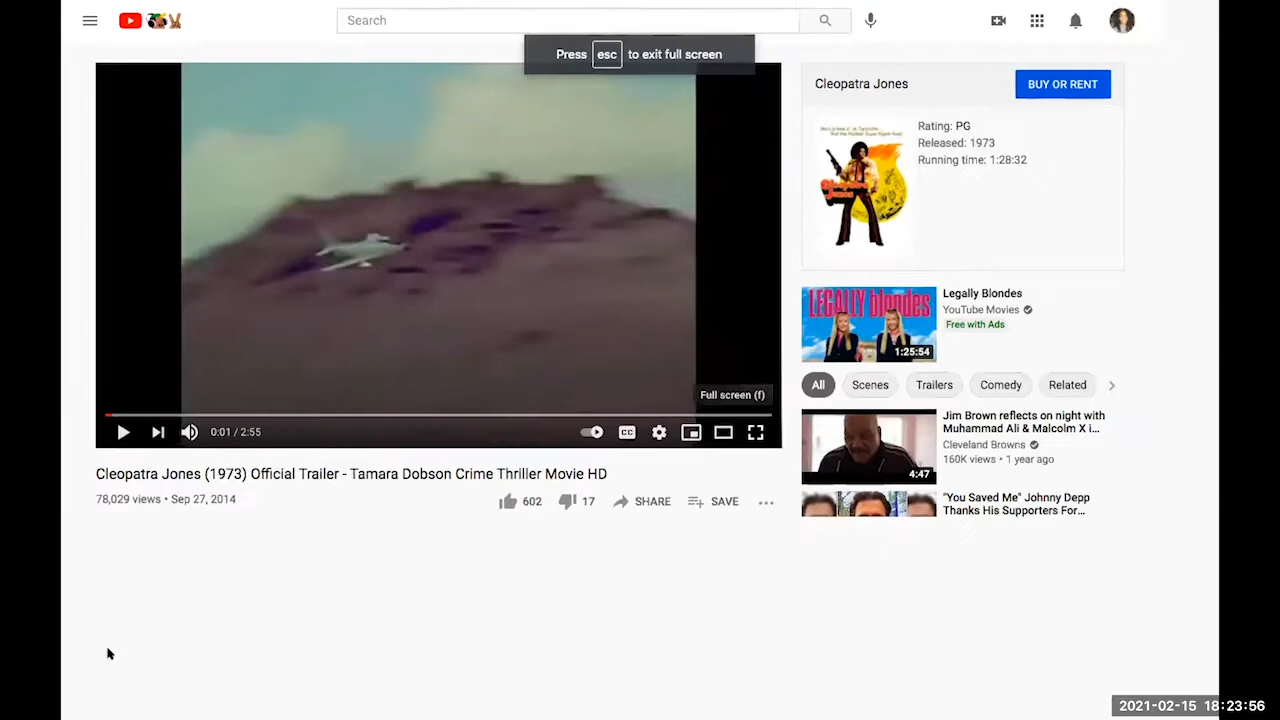 Search
Press esc to exit full screen
Cleopatra Jones
BUY OR RENT
Rating: PG
Released: 1973
Running time: 1:28:32
Cleopatra Jones
LEGALLY blondes
1:25:54
Legally Blondes
YouTube Movies
Free with Ads
Full screen (f)
All
Scenes
Trailers
Comedy
Related
0:01 / 2:55
CC
Jim Brown reflects on night with
Muhammad Ali & Malcolm X i...
Cleveland Browns
160K views • 1 year ago
4:47
Cleopatra Jones (1973) Official Trailer - Tamara Dobson Crime Thriller Movie HD
78,029 views • Sep 27, 2014
602
17
SHARE
SAVE
"You Saved Me" Johnny Depp
Thanks His Supporters For...
2021-02-15 18:23:56